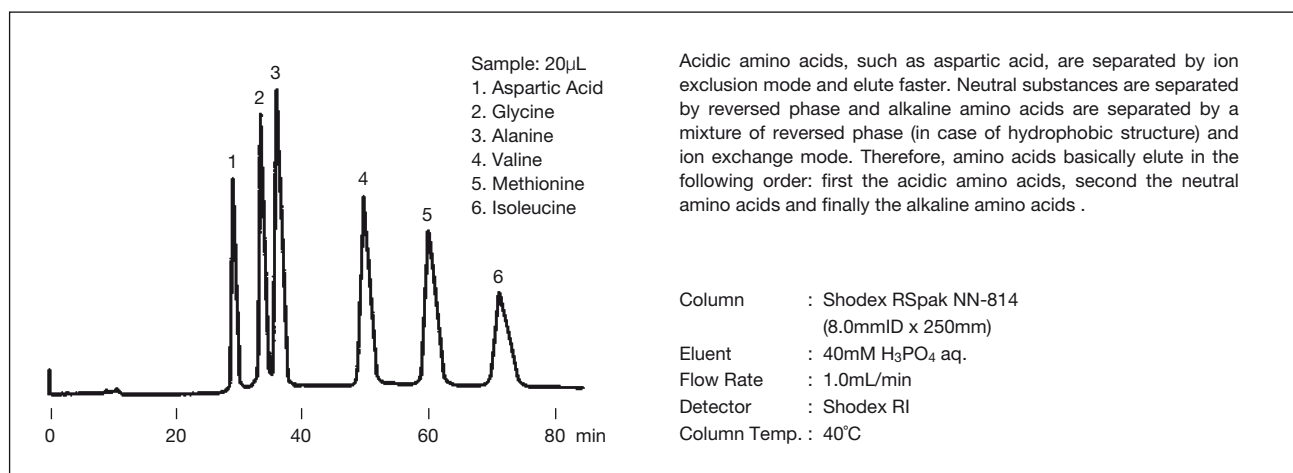 Sample: 20μL
1. Aspartic Acid
2. Glycine
3. Alanine
4. Valine
5. Methionine
6. Isoleucine
1
2
3
4
5
6
0 20 40 60 80 min
Acidic amino acids, such as aspartic acid, are separated by ion
exclusion mode and elute faster. Neutral substances are separated
by reversed phase and alkaline amino acids are separated by a
mixture of reversed phase (in case of hydrophobic structure) and
ion exchange mode. Therefore, amino acids basically elute in the
following order: first the acidic amino acids, second the neutral
amino acids and finally the alkaline amino acids .
Column : Shodex RSpak NN-814
(8.0mmID x 250mm)
Eluent : 40mM H₃PO₄ aq.
Flow Rate : 1.0mL/min
Detector : Shodex RI
Column Temp. : 40℃